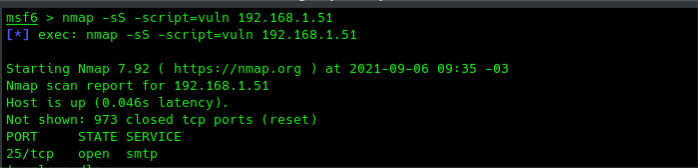 msf6 > nmap -sS -script=vuln 192.168.1.51
[*] exec: nmap -sS -script=vuln 192.168.1.51
Starting Nmap 7.92 ( https://nmap.org ) at 2021-09-06 09:35 -03
Nmap scan report for 192.168.1.51
Host is up (0.046s latency).
Not shown: 973 closed tcp ports (reset)
PORT STATE SERVICE
25/tcp open smtp